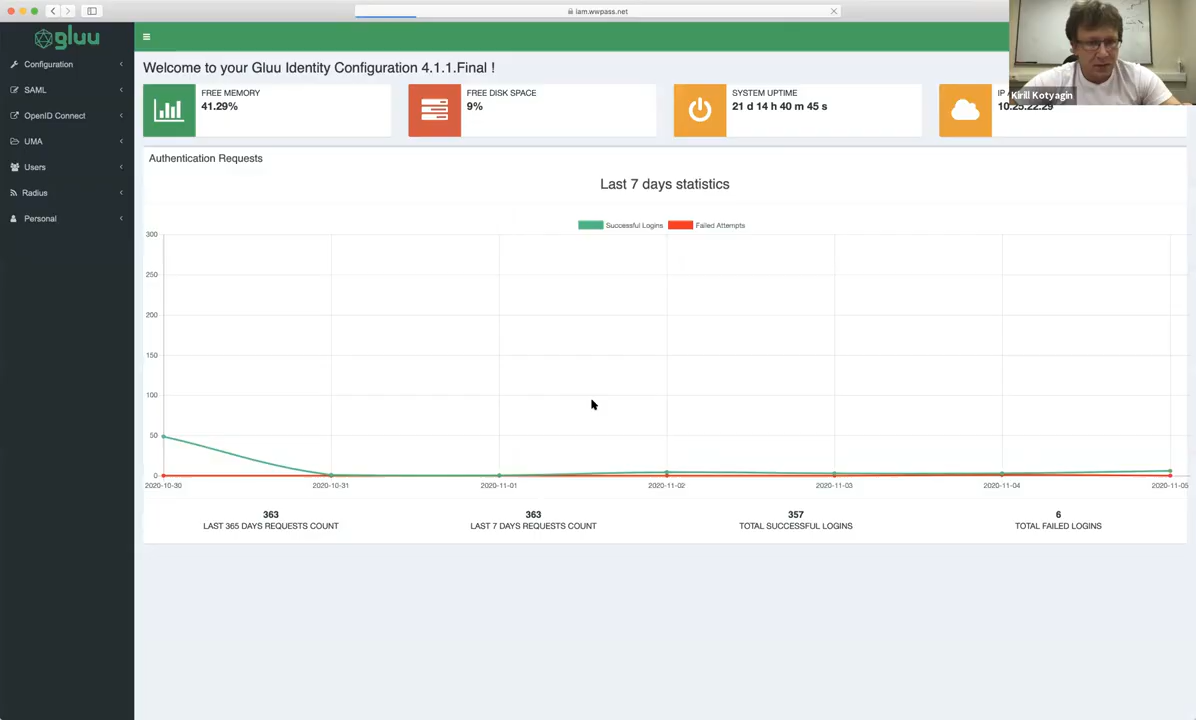 iam.wwpass.net
gluu
Configuration
SAML
OpenID Connect
UMA
Users
Radius
Personal
Welcome to your Gluu Identity Configuration 4.1.1.Final !
FREE MEMORY
41.29%
FREE DISK SPACE
9%
SYSTEM UPTIME
21 d 14 h 40 m 45 s
IP
10.25.22.29
Kirill Kotyagin
Authentication Requests
Last 7 days statistics
Successful Logins Failed Attempts
300
250
200
150
100
50
0
2020-10-30 2020-10-31 2020-11-01 2020-11-02 2020-11-03 2020-11-04 2020-11-05
363 363 357 6
LAST 365 DAYS REQUESTS COUNT LAST 7 DAYS REQUESTS COUNT TOTAL SUCCESSFUL LOGINS TOTAL FAILED LOGINS